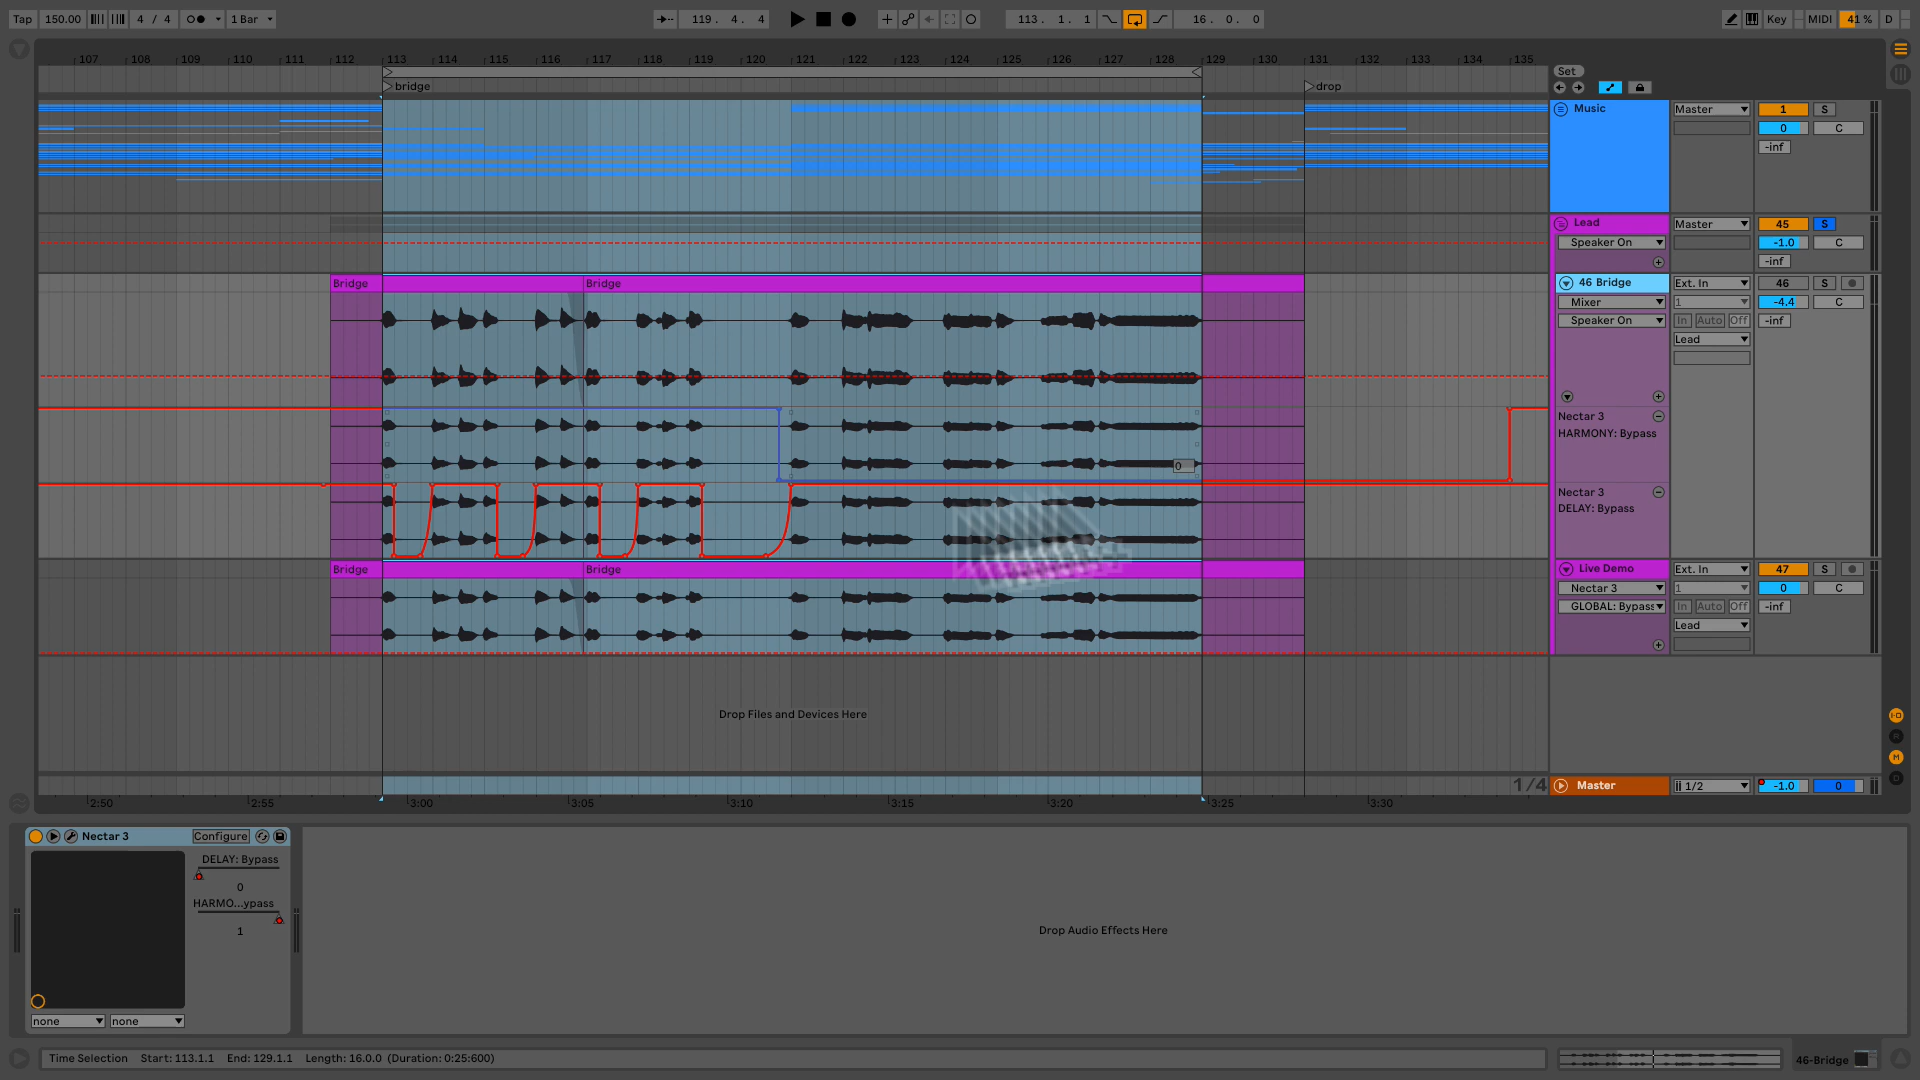 Tap 150.00 4 / 4 1 Bar 119. 4. 4 113. 1. 1 16. 0. 0 Key MIDI 41 % D
107 108 109 110 111 112 113 114 115 116 117 118 119 120 121 122 123 124 125 126 127 128 129 130 131 132 133 134 135
Set
bridge drop
Music Master 1 S
0 C
-inf
Lead Master 45 S
Speaker On -1.0 C
-inf
Bridge Bridge 46 Bridge Ext. In 46 S
Mixer 1 -4.4 C
Speaker On In Auto Off -inf
Lead
Nectar 3
HARMONY: Bypass
0
Nectar 3
DELAY: Bypass
Bridge Bridge Live Demo Ext. In 47 S
Nectar 3 1 0 C
GLOBAL: Bypass In Auto Off -inf
Lead
Drop Files and Devices Here
1/4 Master 1/2 -1.0 0
2:50 2:55 3:00 3:05 3:10 3:15 3:20 3:25 3:30
Nectar 3 Configure
DELAY: Bypass
0
HARMO...ypass
1
Drop Audio Effects Here
none none
Time Selection Start: 113.1.1 End: 129.1.1 Length: 16.0.0 (Duration: 0:25:600) 46-Bridge